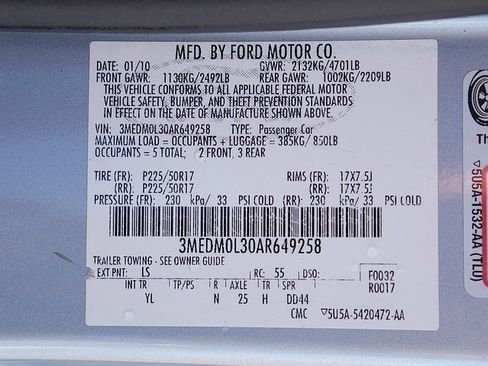 MFD. BY FORD MOTOR CO.
DATE: 01/10 GVWR: 2132KG/4701LB
FRONT GAWR: 1130KG/2492LB REAR GAWR: 1002KG/2209LB
THIS VEHICLE CONFORMS TO ALL APPLICABLE FEDERAL MOTOR
VEHICLE SAFETY, BUMPER, AND THEFT PREVENTION STANDARDS
IN EFFECT ON THE DATE OF MANUFACTURE SHOWN ABOVE.
VIN: 3MEDM0L30AR649258 TYPE: Passenger Car
MAXIMUM LOAD = OCCUPANTS + LUGGAGE = 385KG/ 850LB
OCCUPANTS = 5 TOTAL; 2 FRONT, 3 REAR
TIRE (FR): P225/50R17 RIMS (FR): 17X7.5J
(RR): P225/50R17 (RR): 17X7.5J
PRESSURE (FR): 230 kPa/ 33 PSI COLD (RR): 230 kPa/ 33 PSI COLD
3MEDM0L30AR649258
TRAILER TOWING - SEE OWNER GUIDE
EXT PNT: LS RC: 55 DSO: F0032
INT TR TP/PS R AXLE TR SPR R0017
YL N 25 H DD44
CMC ▽5U5A-5420472-AA
▽5U5A-1532-AA (TLU)
Th